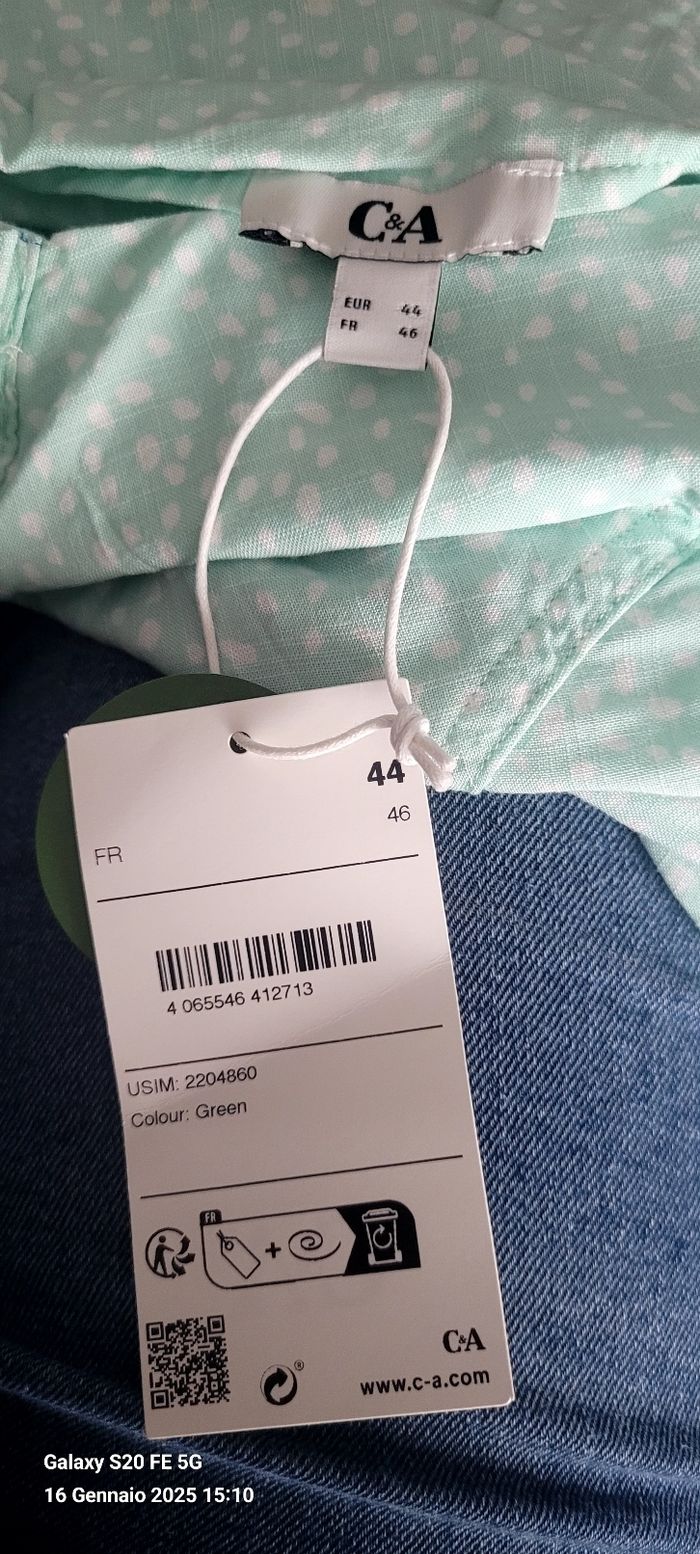 C&A
EUR 44
FR 46
44
46
FR
4 065546 412713
USIM: 2204860
Colour: Green
FR
C&A
www.c-a.com
Galaxy S20 FE 5G
16 Gennaio 2025 15:10